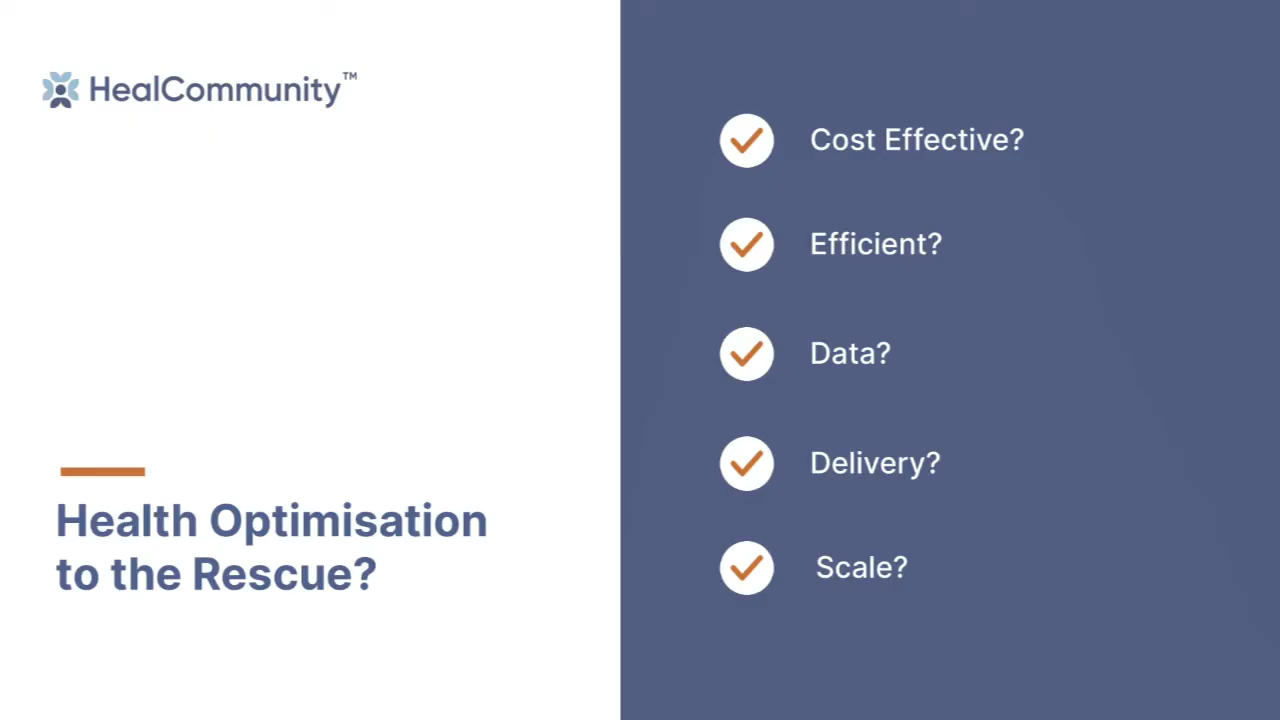 HealCommunity™
Health Optimisation
to the Rescue?
Cost Effective?
Efficient?
Data?
Delivery?
Scale?